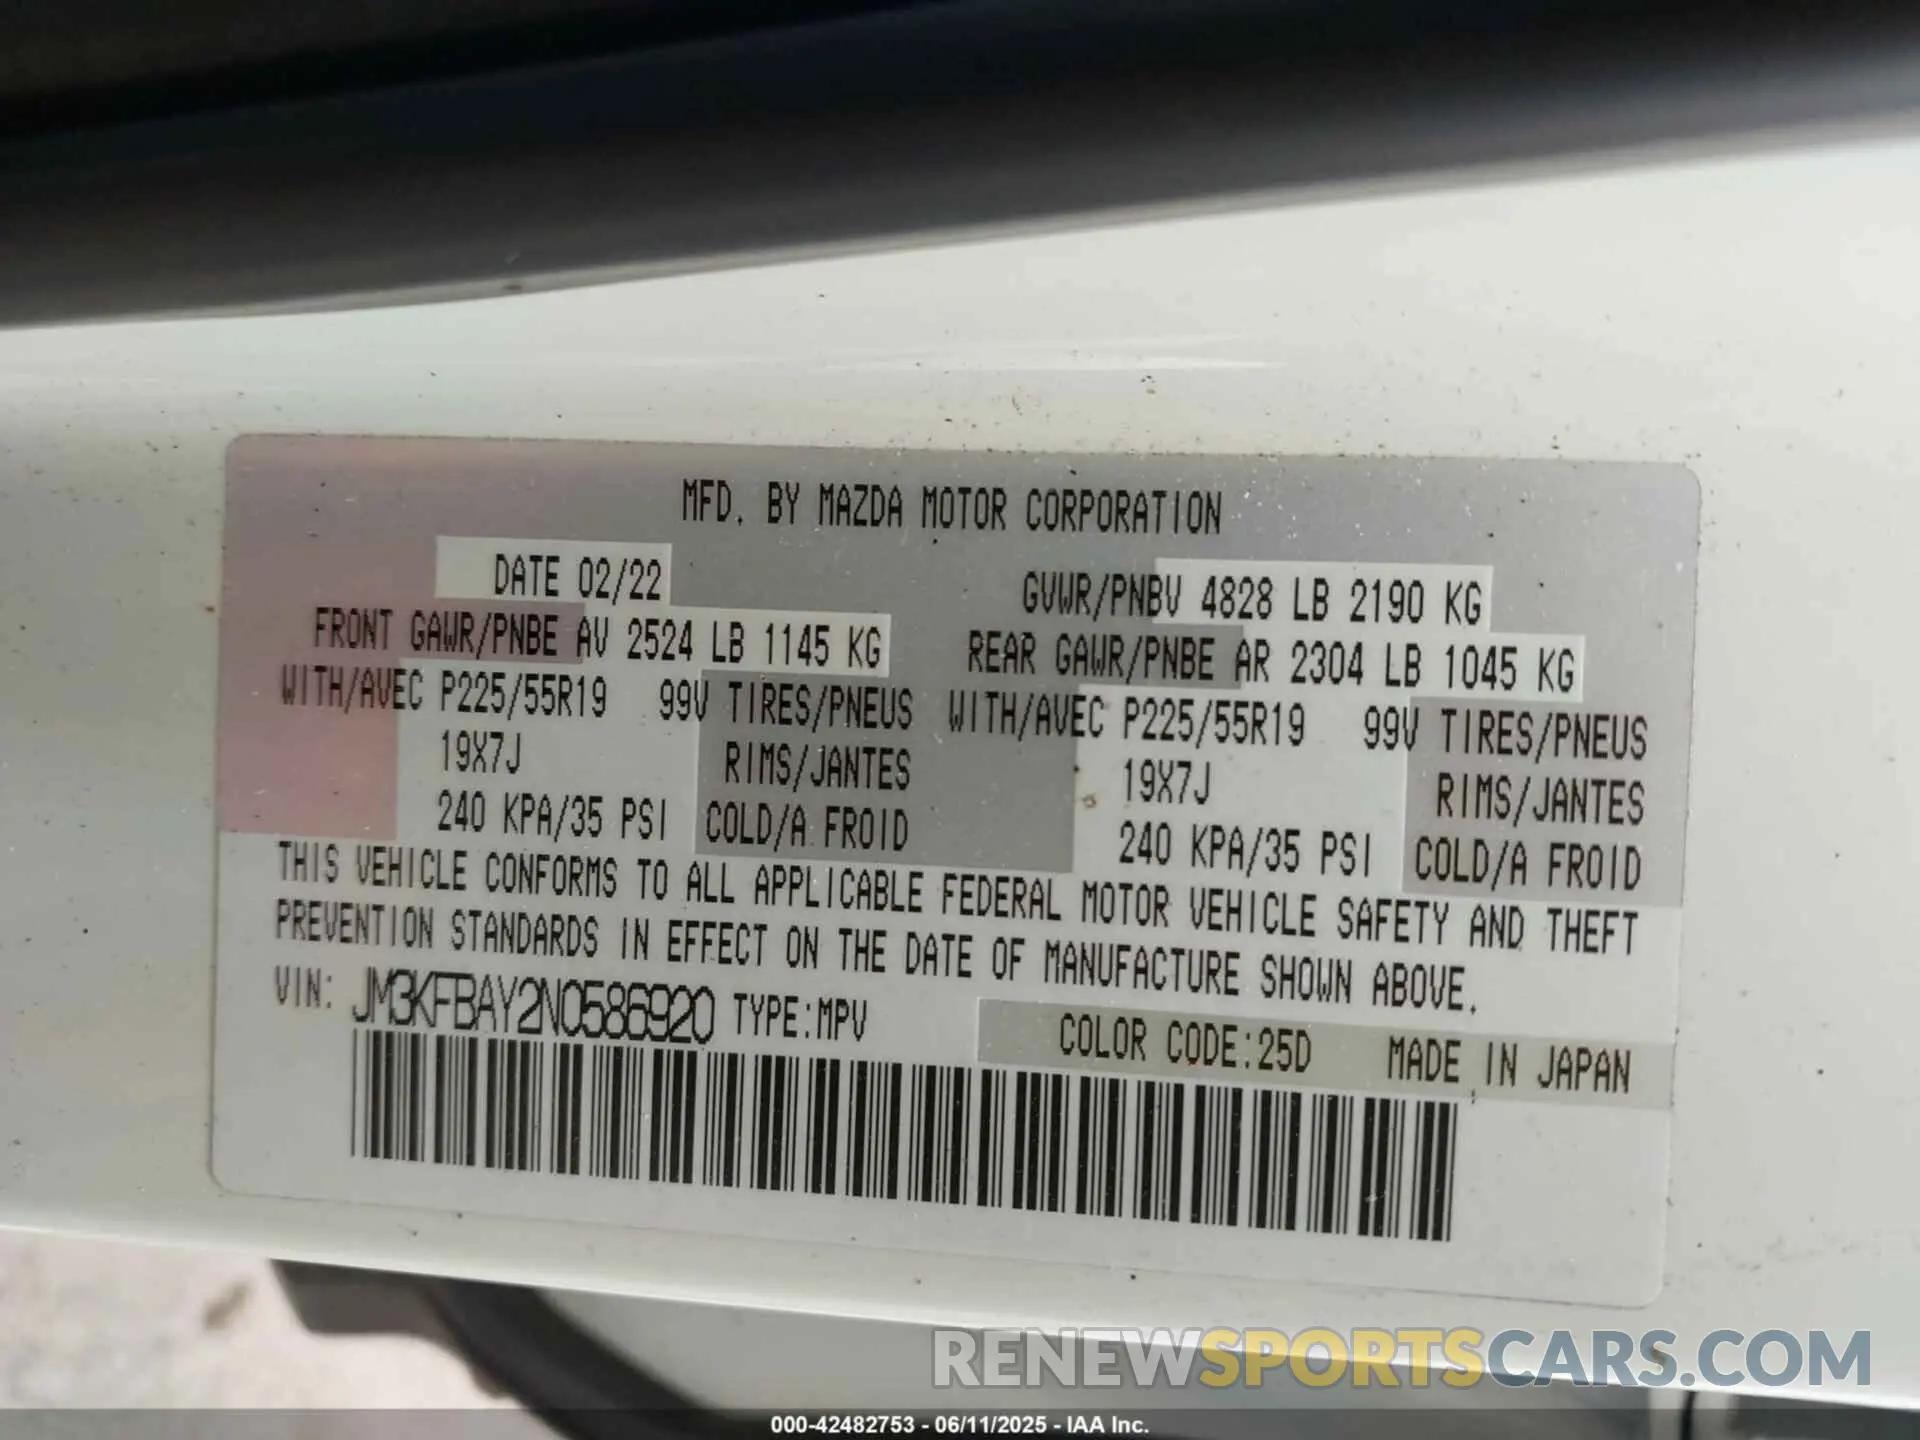 MFD. BY MAZDA MOTOR CORPORATION
DATE 02/22 GVWR/PNBV 4828 LB 2190 KG
FRONT GAWR/PNBE AV 2524 LB 1145 KG REAR GAWR/PNBE AR 2304 LB 1045 KG
WITH/AVEC P225/55R19 99V TIRES/PNEUS WITH/AVEC P225/55R19 99V TIRES/PNEUS
19X7J RIMS/JANTES 19X7J RIMS/JANTES
240 KPA/35 PSI COLD/A FROID 240 KPA/35 PSI COLD/A FROID
THIS VEHICLE CONFORMS TO ALL APPLICABLE FEDERAL MOTOR VEHICLE SAFETY AND THEFT
PREVENTION STANDARDS IN EFFECT ON THE DATE OF MANUFACTURE SHOWN ABOVE.
VIN: JM3KFBAY2N0586920 TYPE:MPV
COLOR CODE:25D MADE IN JAPAN
RENEWSPORTSCARS.COM
000-42482753 - 06/11/2025 - IAA Inc.